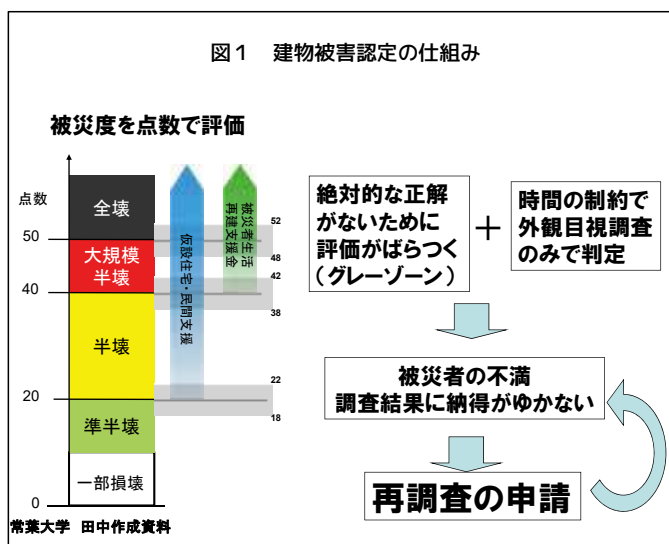 図1 建物被害認定の仕組み
被災度を点数で評価
点数
全壊
50
大規模
半壊
40
半壊
20
準半壊
一部損壊
0
仮設住宅・民間支援
被災者生活
再建支援金
52
48
42
38
22
18
絶対的な正解
がないために
評価がばらつく
(グレーゾーン)
+
時間の制約で
外観目視調査
のみで判定
被災者の不満
調査結果に納得がゆかない
再調査の申請
常葉大学 田中作成資料